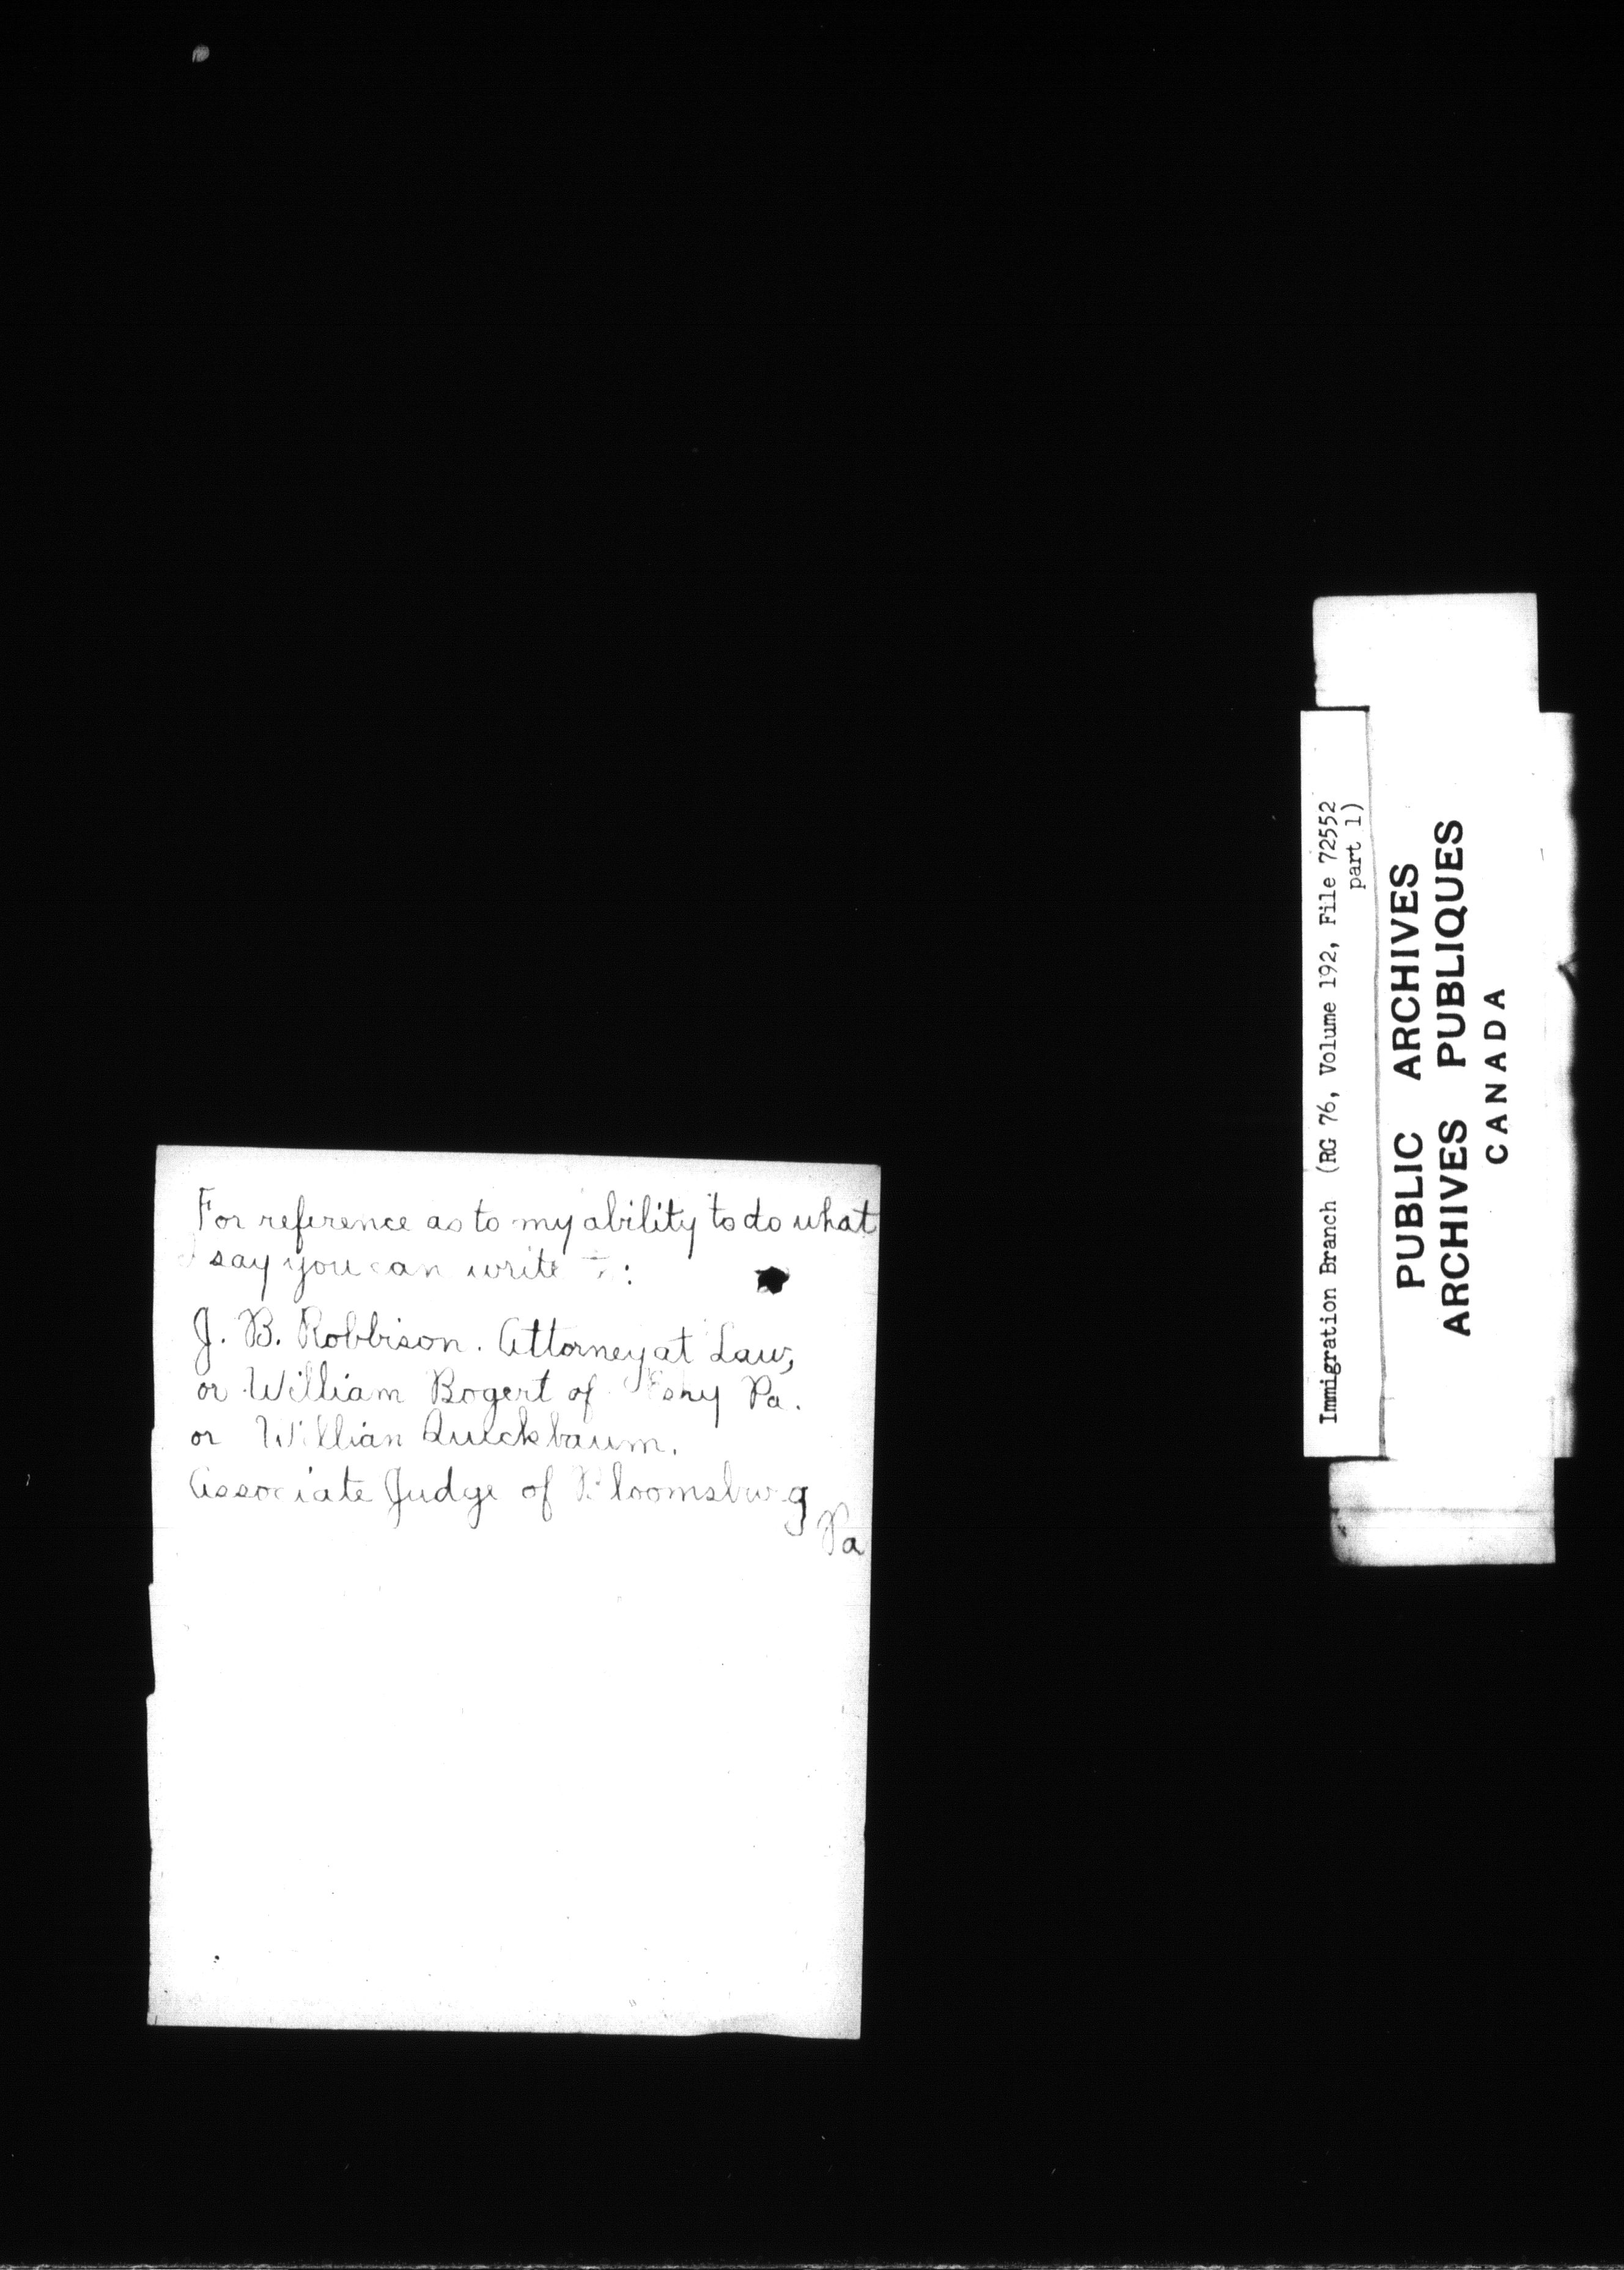 For reference as to my ability to do what
I say you can write to:
J. B. Robbison. Attorney at Law,
or William Bogert of Pa.
or Willian
Associate Judge of Bloomsburg
Pa
Immigration Branch (RG 76, Volume 192, File 72552
part 1)
PUBLIC ARCHIVES
ARCHIVES PUBLIQUES
CANADA